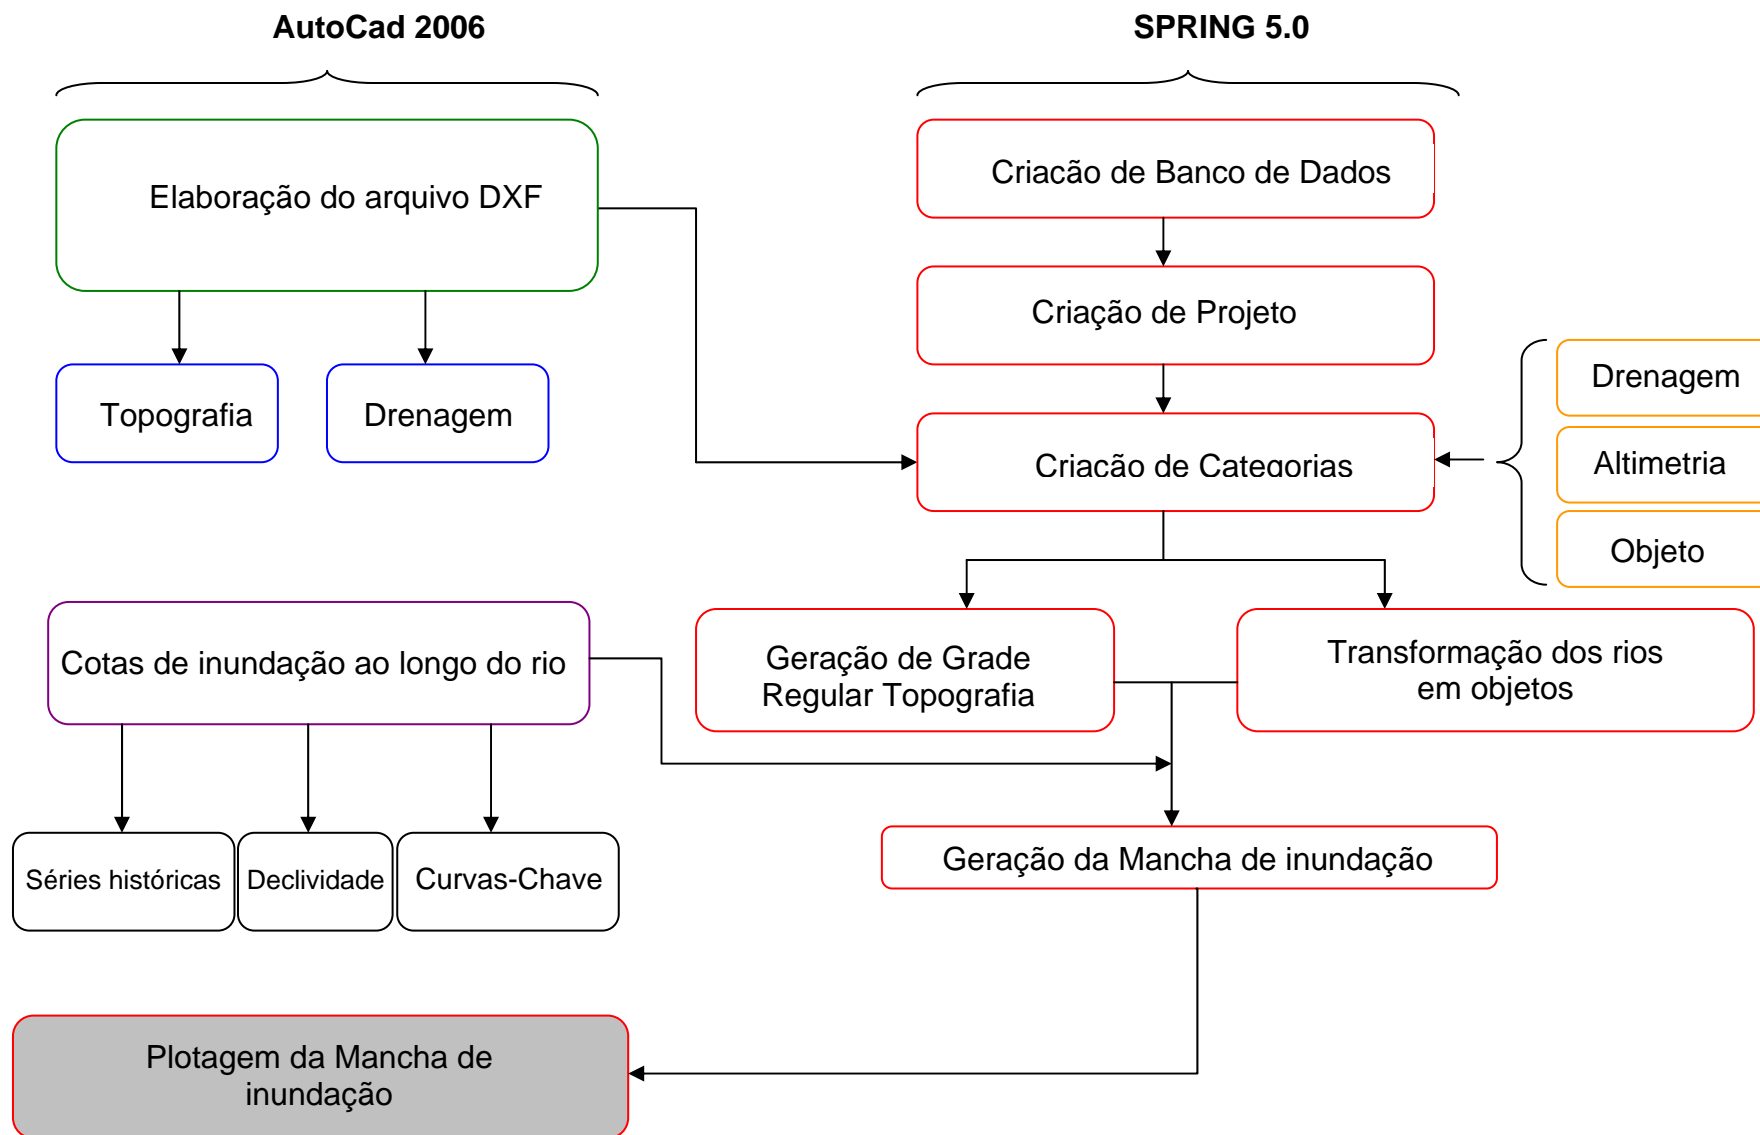 AutoCad 2006
SPRING 5.0
Elaboração do arquivo DXF
Criacão de Banco de Dados
Criação de Projeto
Topografia
Drenagem
Criacão de Categorias
Drenagem
Altimetria
Objeto
Cotas de inundação ao longo do rio
Geração de Grade
Regular Topografia
Transformação dos rios
em objetos
Séries históricas
Declividade
Curvas-Chave
Geração da Mancha de inundação
Plotagem da Mancha de
inundação